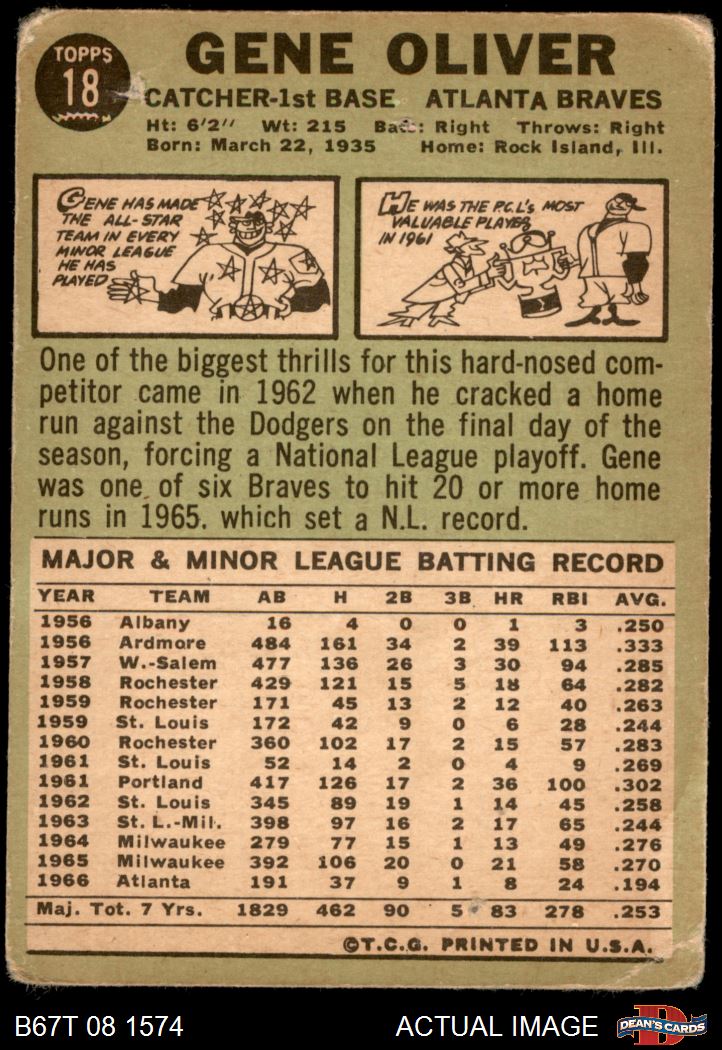 TOPPS
18
GENE OLIVER
CATCHER-1st BASE ATLANTA BRAVES
Ht: 6'2" Wt: 215 Bats: Right Throws: Right
Born: March 22, 1935 Home: Rock Island, Ill.
GENE HAS MADE
THE ALL-STAR
TEAM IN EVERY
MINOR LEAGUE
HE HAS
PLAYED
HE WAS THE P.C.L's MOST
VALUABLE PLAYER
IN 1961
One of the biggest thrills for this hard-nosed com-
petitor came in 1962 when he cracked a home
run against the Dodgers on the final day of the
season, forcing a National League playoff. Gene
was one of six Braves to hit 20 or more home
runs in 1965. which set a N.L. record.
MAJOR & MINOR LEAGUE BATTING RECORD
YEAR TEAM AB H 2B 3B HR RBI AVG.
1956 Albany 16 4 0 0 1 3 .250
1956 Ardmore 484 161 34 2 39 113 .333
1957 W.-Salem 477 136 26 3 30 94 .285
1958 Rochester 429 121 15 5 18 64 .282
1959 Rochester 171 45 13 2 12 40 .263
1959 St. Louis 172 42 9 0 6 28 .244
1960 Rochester 360 102 17 2 15 57 .283
1961 St. Louis 52 14 2 0 4 9 .269
1961 Portland 417 126 17 2 36 100 .302
1962 St. Louis 345 89 19 1 14 45 .258
1963 St. L.-Mil. 398 97 16 2 17 65 .244
1964 Milwaukee 279 77 15 1 13 49 .276
1965 Milwaukee 392 106 20 0 21 58 .270
1966 Atlanta 191 37 9 1 8 24 .194
Maj. Tot. 7 Yrs. 1829 462 90 5 83 278 .253
©T.C.G. PRINTED IN U.S.A.
B67T 08 1574 ACTUAL IMAGE DEAN'S CARDS